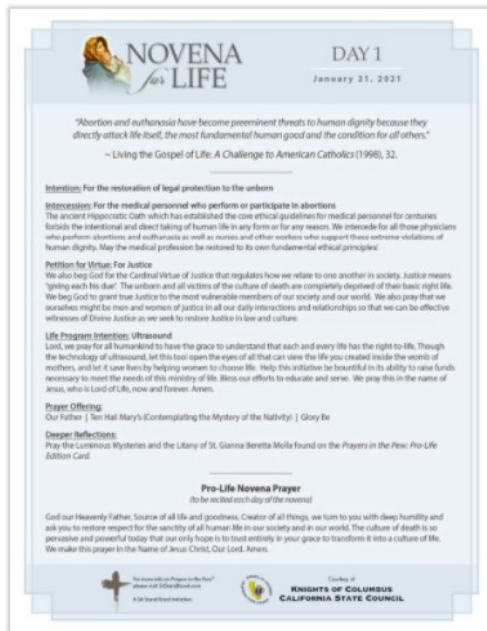 NOVENA
for LIFE
DAY 1
January 21, 2021
"Abortion and euthanasia have become preeminent threats to human dignity because they
directly attack life itself, the most fundamental human good and the condition for all others."
~ Living the Gospel of Life: A Challenge to American Catholics (1998), 32.
Intention: For the restoration of legal protection to the unborn
Intercession: For the medical personnel who perform or participate in abortions
The ancient Hippocratic Oath which has established the core ethical guidelines for medical personnel for centuries
forbids the intentional and direct taking of human life in any form or for any reason. We intercede for all those physicians
who perform abortions and euthanasia as well as nurses and other workers who support these extreme violations of
human dignity. May the medical profession be restored to its own fundamental ethical principles!
Petition for Virtue: For Justice
We also beg God for the Cardinal Virtue of Justice that regulates how we relate to one another in society. Justice means
"giving each his due". The unborn and all victims of the culture of death are completely deprived of their basic right life.
We beg God to grant true Justice to the most vulnerable members of our society and our world. We also pray that we
ourselves might be men and women of justice in all our daily interactions and relationships so that we can be effective
witnesses of Divine Justice as we seek to restore Justice in law and culture.
Life Program Intention: Ultrasound
Lord, we pray for all humankind to have the grace to understand that each and every life has the right-to-life. Though
the technology of ultrasound, let this tool open the eyes of all that can view the life you created inside the womb of
mothers, and let it save lives by helping women to choose life. Help this initiative be bountiful in its ability to raise funds
necessary to meet the needs of this ministry of life. Bless our efforts to educate and serve. We pray this in the name of
Jesus, who is Lord of Life, now and forever. Amen.
Prayer Offering:
Our Father | Ten Hail Mary's (Contemplating the Mystery of the Nativity) | Glory Be
Deeper Reflections:
Pray the Luminous Mysteries and the Litany of St. Gianna Beretta Molla found on the Prayers in the Pew: Pro-Life
Edition Card.
Pro-Life Novena Prayer
(to be recited each day of the novena)
God our Heavenly Father, Source of all life and goodness, Creator of all things, we turn to you with deep humility and
ask you to restore respect for the sanctity of all human life in our society and in our world. The culture of death is so
pervasive and powerful today that our only hope is to trust entirely in your grace to transform it into a culture of life.
We make this prayer in the Name of Jesus Christ, Our Lord. Amen.
For more info on Prayers in the Pew
please visit
Courtesy of
KNIGHTS OF COLUMBUS
CALIFORNIA STATE COUNCIL